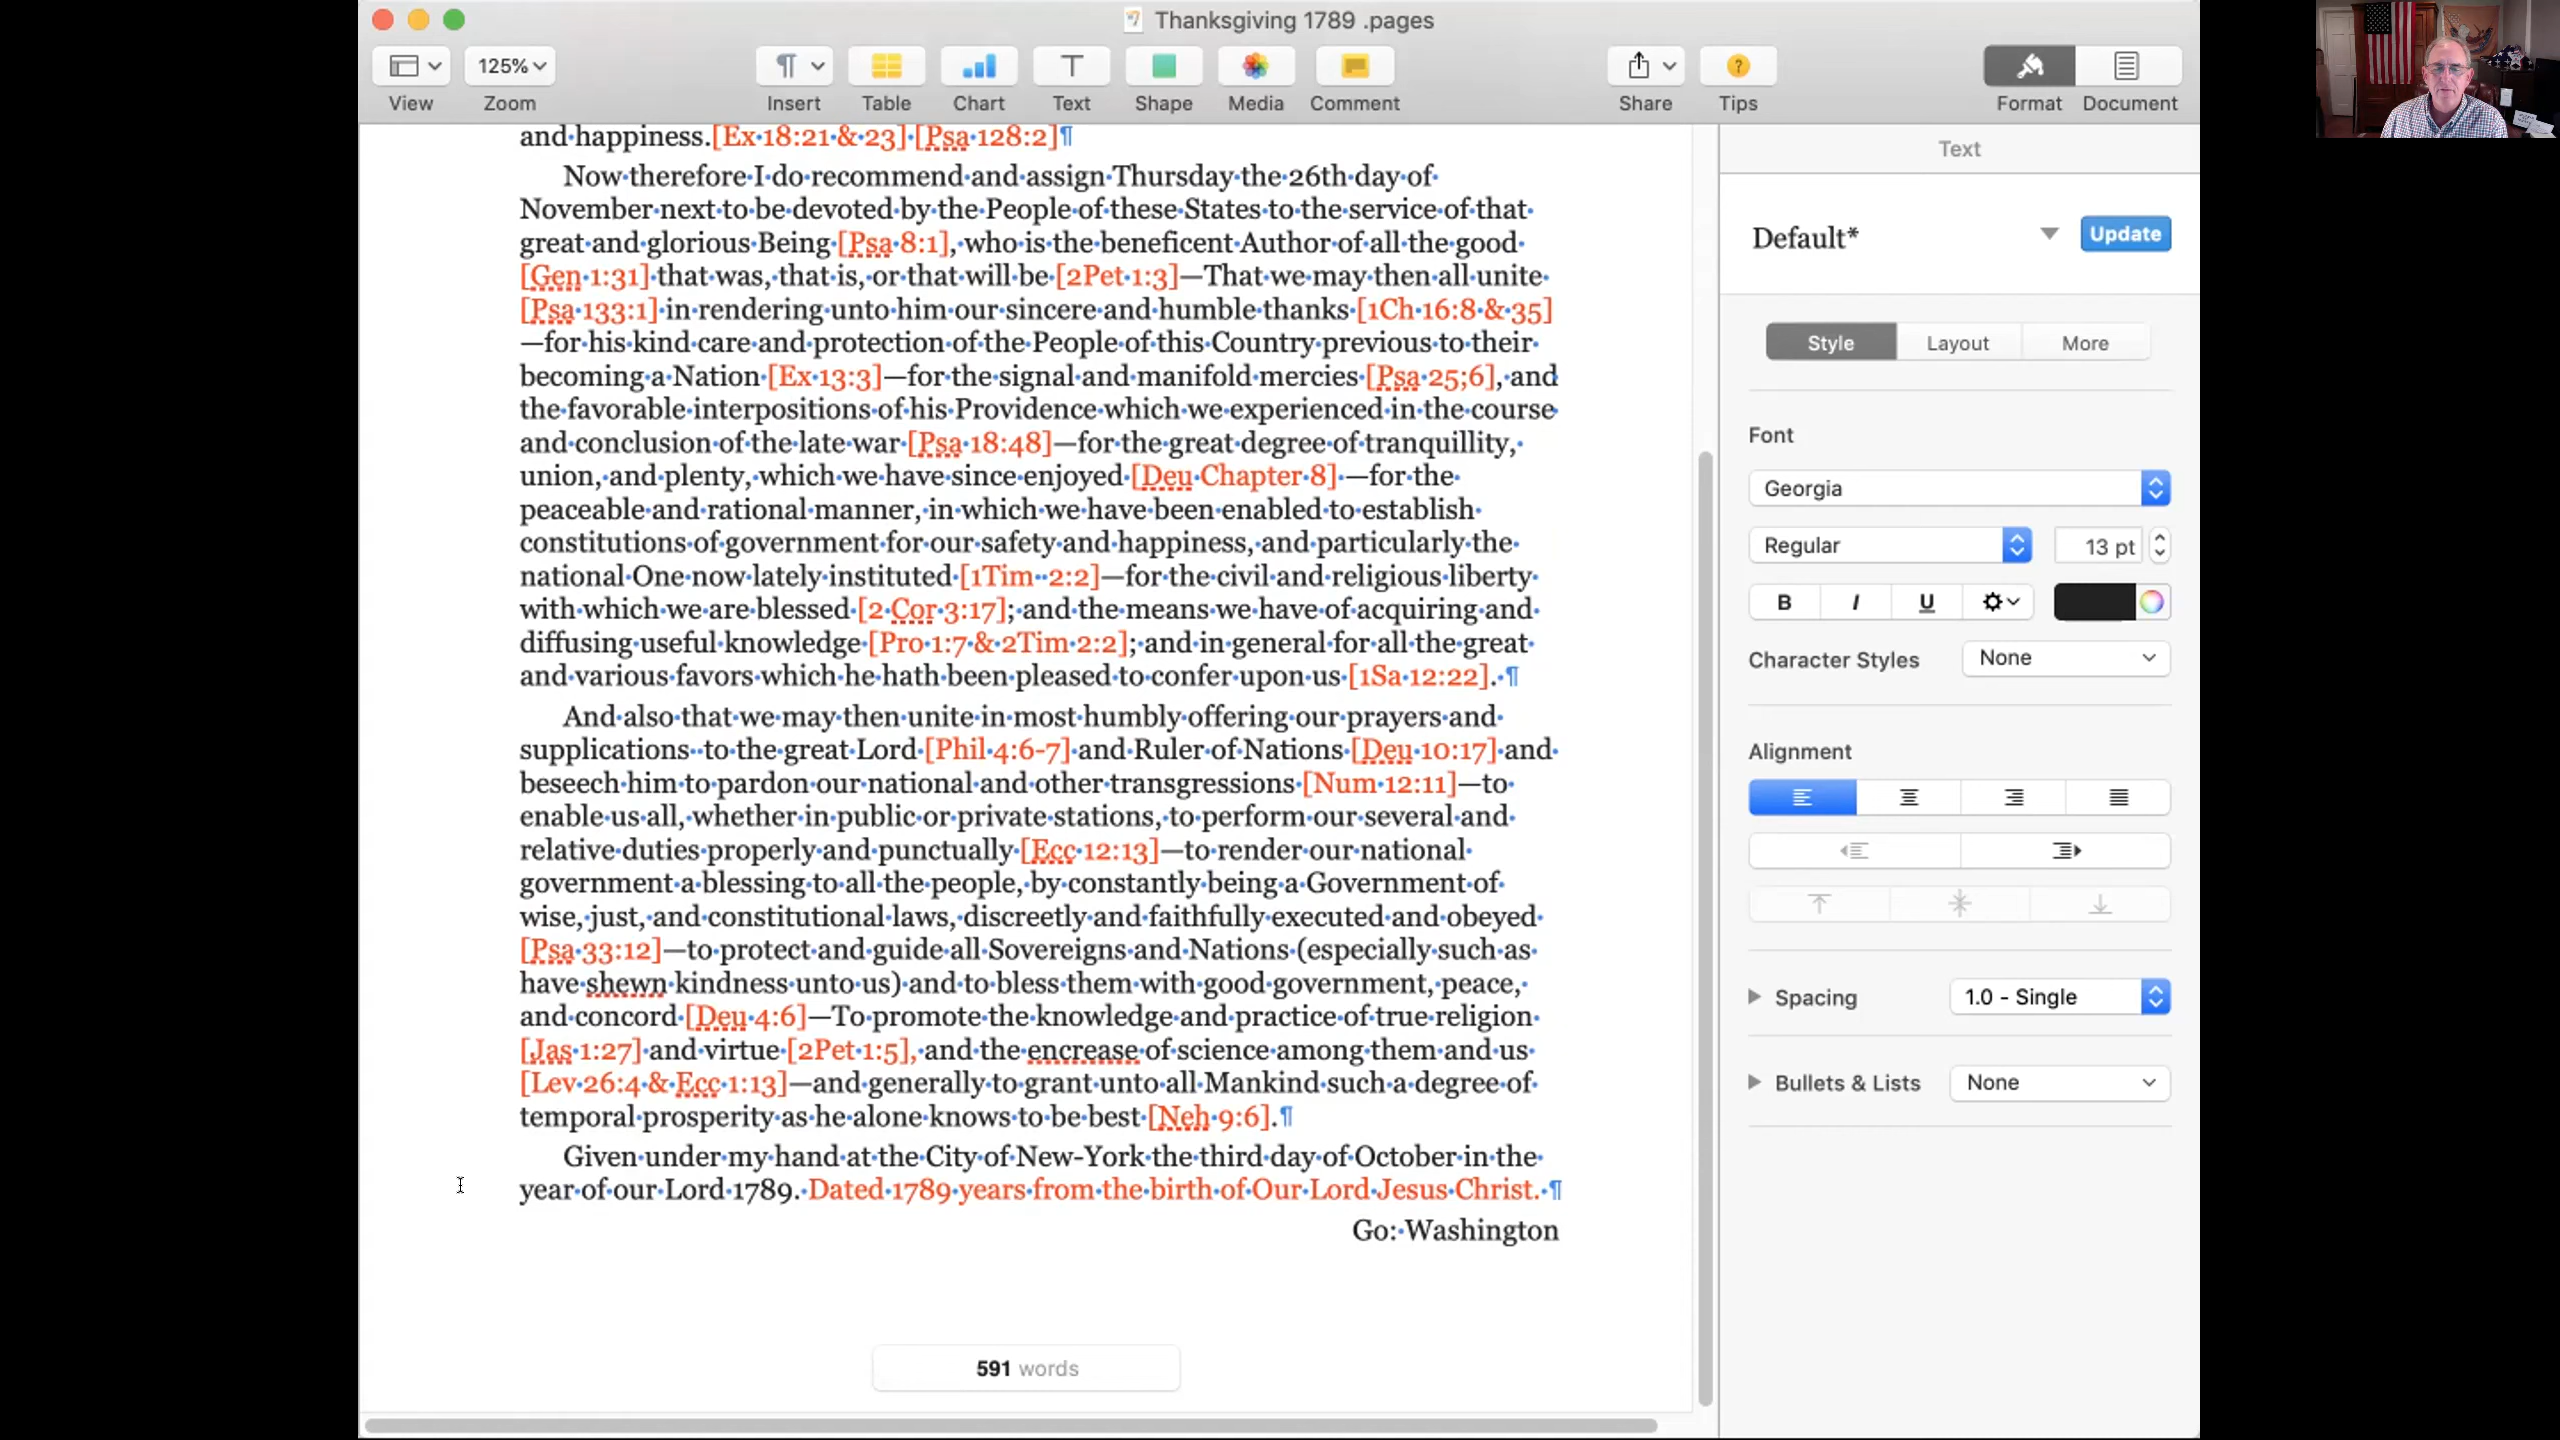 Thanksgiving 1789 .pages
125%
View
Zoom
Insert
Table
Chart
Text
Shape
Media
Comment
Share
Tips
Format
Document
and happiness.[Ex 18:21 & 23] [Psa 128:2]¶
Now therefore I do recommend and assign Thursday the 26th day of
November next to be devoted by the People of these States to the service of that
great and glorious Being [Psa 8:1], who is the beneficent Author of all the good
[Gen 1:31] that was, that is, or that will be [2Pet 1:3]—That we may then all unite
[Psa 133:1] in rendering unto him our sincere and humble thanks [1Ch 16:8 & 35]
—for his kind care and protection of the People of this Country previous to their
becoming a Nation [Ex 13:3]—for the signal and manifold mercies [Psa 25;6], and
the favorable interpositions of his Providence which we experienced in the course
and conclusion of the late war [Psa 18:48]—for the great degree of tranquillity,
union, and plenty, which we have since enjoyed [Deu Chapter 8] —for the
peaceable and rational manner, in which we have been enabled to establish
constitutions of government for our safety and happiness, and particularly the
national One now lately instituted [1Tim  2:2]—for the civil and religious liberty
with which we are blessed [2 Cor 3:17]; and the means we have of acquiring and
diffusing useful knowledge [Pro 1:7 & 2Tim 2:2]; and in general for all the great
and various favors which he hath been pleased to confer upon us [1Sa 12:22]. ¶
And also that we may then unite in most humbly offering our prayers and
supplications  to the great Lord [Phil 4:6-7] and Ruler of Nations [Deu 10:17] and
beseech him to pardon our national and other transgressions [Num 12:11]—to
enable us all, whether in public or private stations, to perform our several and
relative duties properly and punctually [Ecc 12:13]—to render our national
government a blessing to all the people, by constantly being a Government of
wise, just, and constitutional laws, discreetly and faithfully executed and obeyed
[Psa 33:12]—to protect and guide all Sovereigns and Nations (especially such as
have shewn kindness unto us) and to bless them with good government, peace,
and concord [Deu 4:6]—To promote the knowledge and practice of true religion
[Jas 1:27] and virtue [2Pet 1:5], and the encrease of science among them and us
[Lev 26:4 & Ecc 1:13]—and generally to grant unto all Mankind such a degree of
temporal prosperity as he alone knows to be best [Neh 9:6].¶
Given under my hand at the City of New-York the third day of October in the
year of our Lord 1789. Dated 1789 years from the birth of Our Lord Jesus Christ. ¶
Go: Washington
591 words
Text
Default*
Update
Style
Layout
More
Font
Georgia
Regular
13 pt
B
I
U
Character Styles
None
Alignment
Spacing
1.0 - Single
Bullets & Lists
None